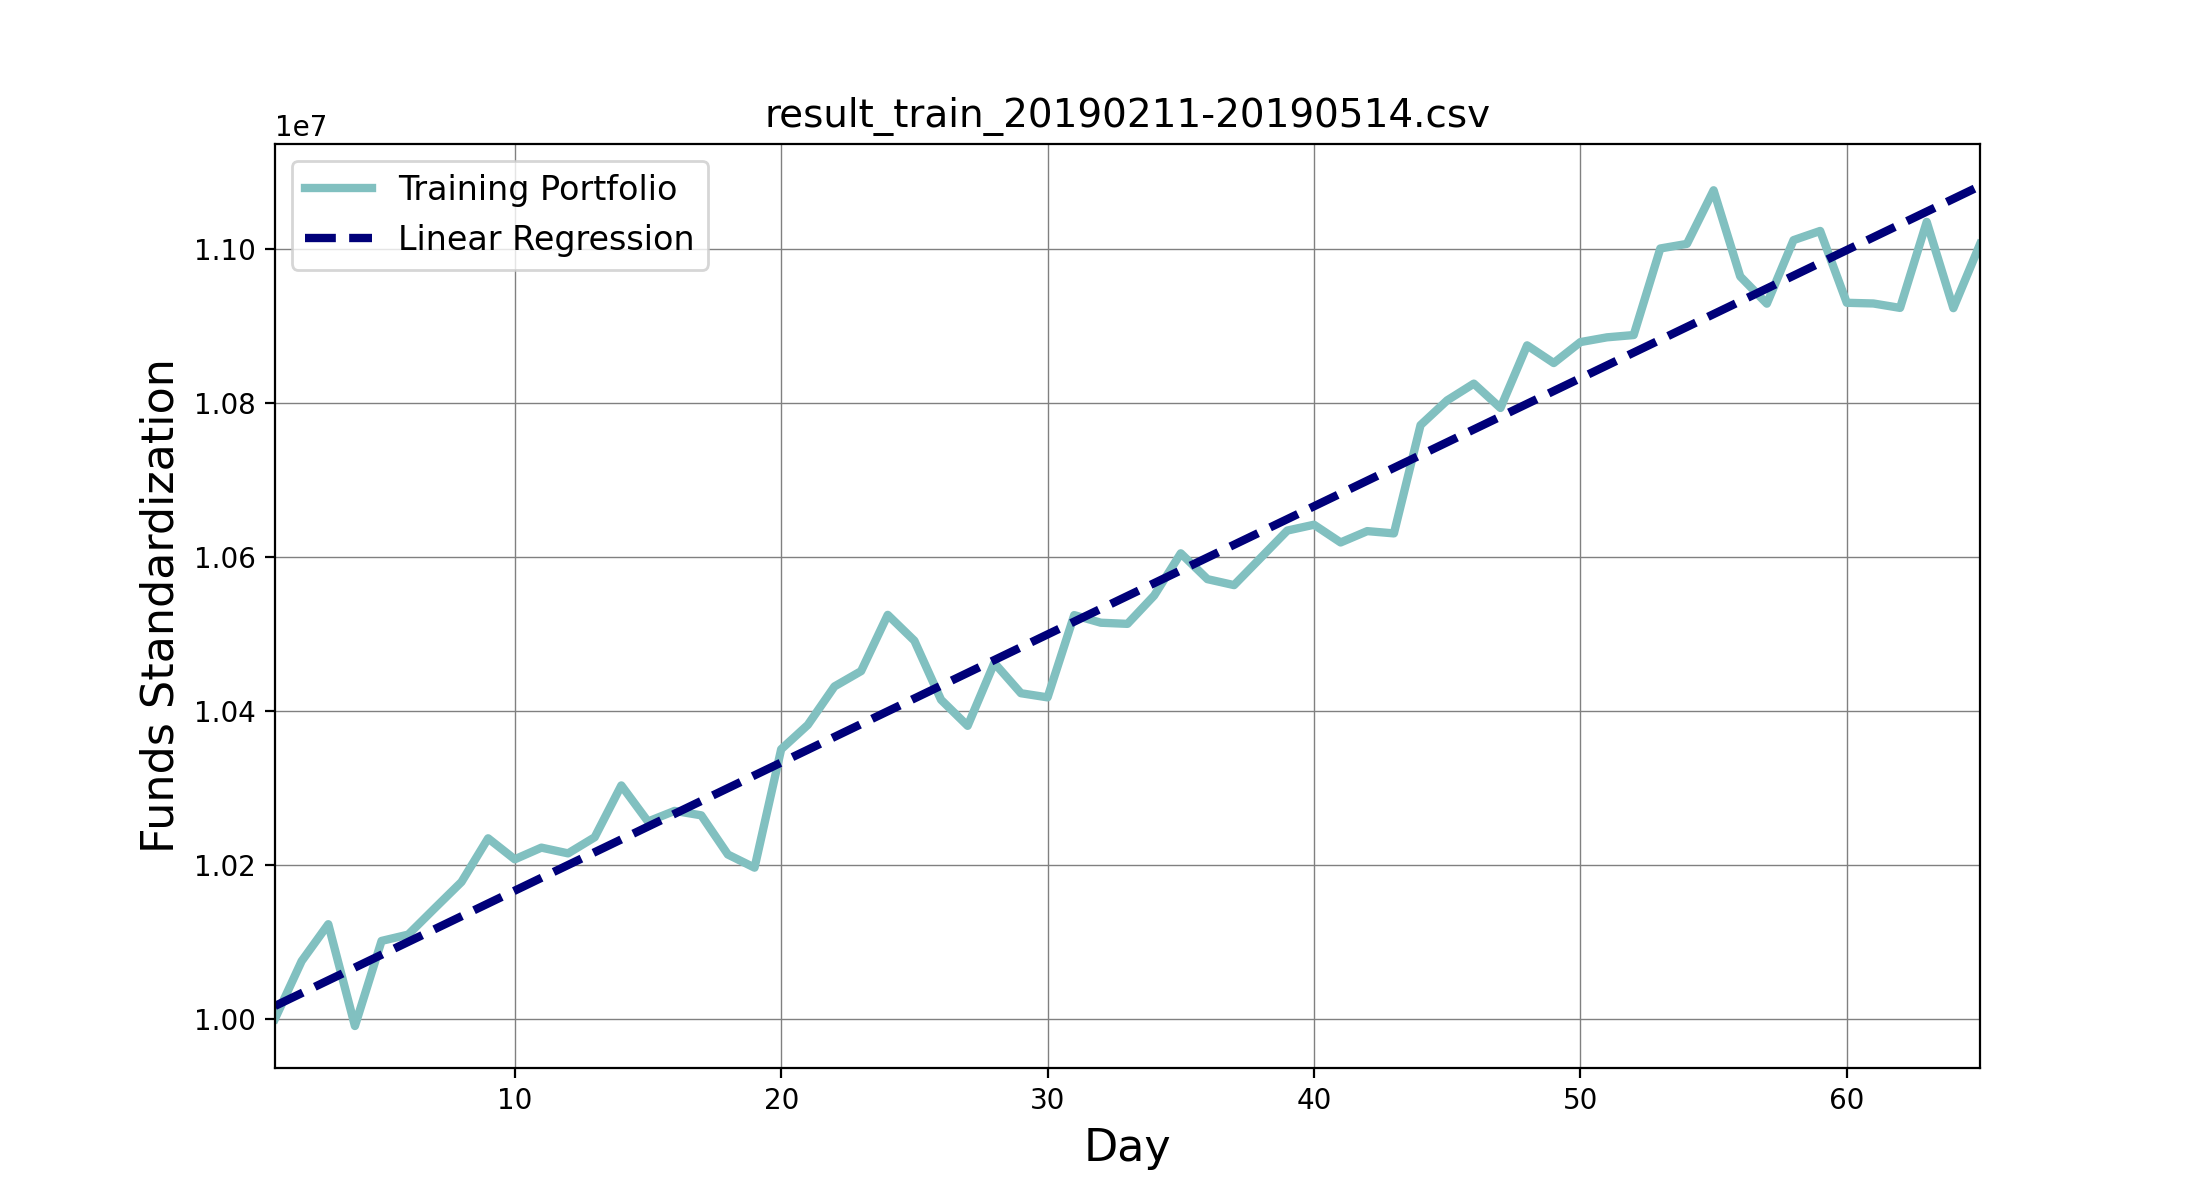 result_train_20190211-20190514.csv
1e7
Training Portfolio
Linear Regression
1.10
1.08
1.06
1.04
1.02
1.00
Funds Standardization
10 20 30 40 50 60
Day